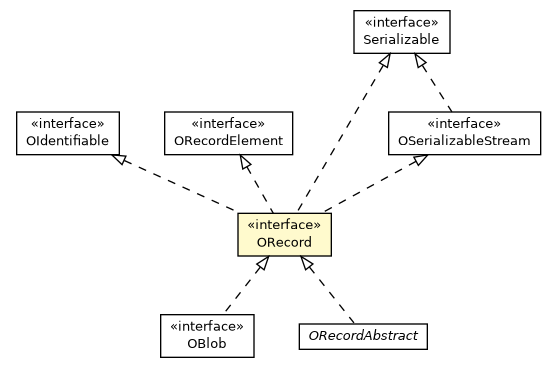 «interface»
Serializable
«interface»
OIdentifiable
«interface»
ORecordElement
«interface»
OSerializableStream
«interface»
ORecord
«interface»
OBlob
ORecordAbstract